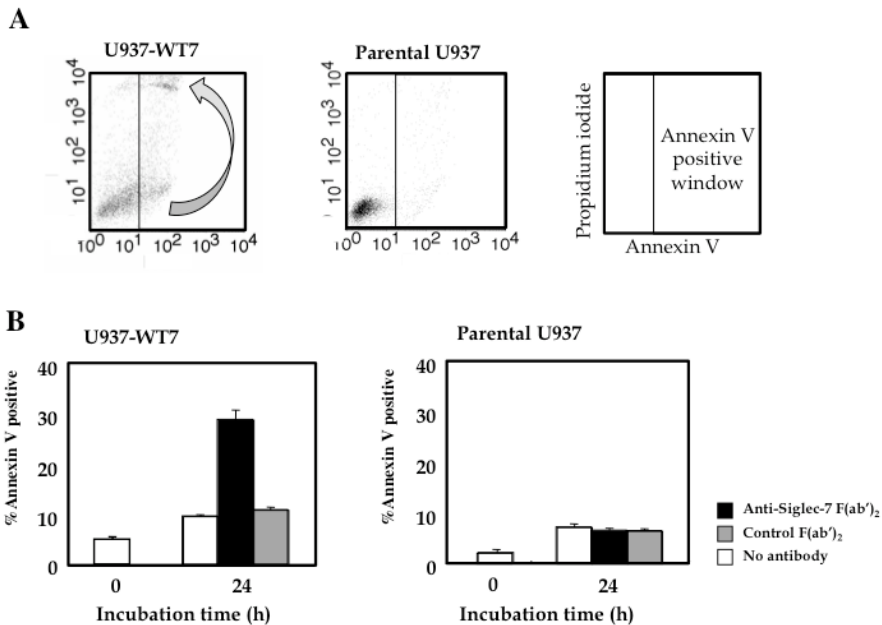 A
U937-WT7
Parental U937
10⁴
10³
10²
10¹
10⁰ 10¹ 10² 10³ 10⁴
10⁴
10³
10²
10¹
10⁰ 10¹ 10² 10³ 10⁴
Propidium iodide
Annexin V
positive
window
Annexin V
B
U937-WT7
% Annexin V positive
40
30
20
10
0
0 24
Incubation time (h)
Parental U937
% Annexin V positive
40
30
20
10
0
0 24
Incubation time (h)
Anti-Siglec-7 F(ab')₂
Control F(ab')₂
No antibody